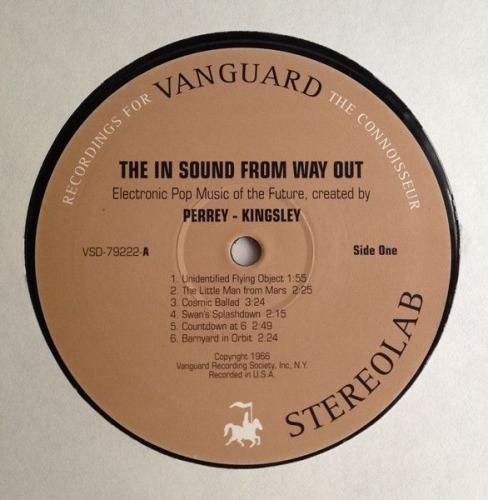 RECORDINGS FOR VANGUARD THE CONNOISSEUR
THE IN SOUND FROM WAY OUT
Electronic Pop Music of the Future, created by
PERREY - KINGSLEY
VSD-79222-A
Side One
1. Unidentified Flying Object 1:55
2. The Little Man from Mars 2:25
3. Cosmic Ballad 3:24
4. Swan's Splashdown 2:15
5. Countdown at 6 2:49
6. Barnyard in Orbit 2:24
Copyright 1966
Vanguard Recording Society, Inc, N.Y.
Recorded in U.S.A.
STEREOLAB